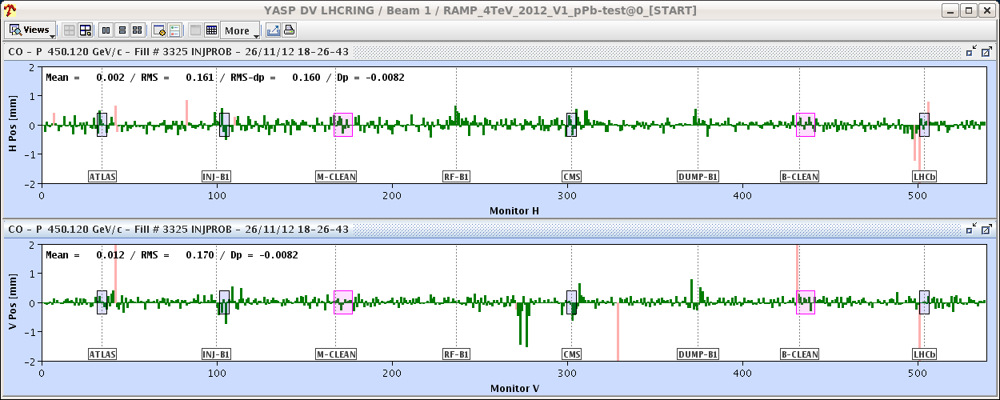 YASP DV LHCRING / Beam 1 / RAMP_4TeV_2012_V1_pPb-test@0_[START]
Views More
CO - P 450.120 GeV/c - Fill # 3325 INJPROB - 26/11/12 18-26-43
Mean = 0.002 / RMS = 0.161 / RMS-dp = 0.160 / Dp = -0.0082
H Pos [mm]
2
1
0
-1
-2
ATLAS INJ-B1 M-CLEAN RF-B1 CMS DUMP-B1 B-CLEAN LHCb
0 100 200 300 400 500
Monitor H
CO - P 450.120 GeV/c - Fill # 3325 INJPROB - 26/11/12 18-26-43
Mean = 0.012 / RMS = 0.170 / Dp = -0.0082
V Pos [mm]
2
1
0
-1
-2
ATLAS INJ-B1 M-CLEAN RF-B1 CMS DUMP-B1 B-CLEAN LHCb
0 100 200 300 400 500
Monitor V